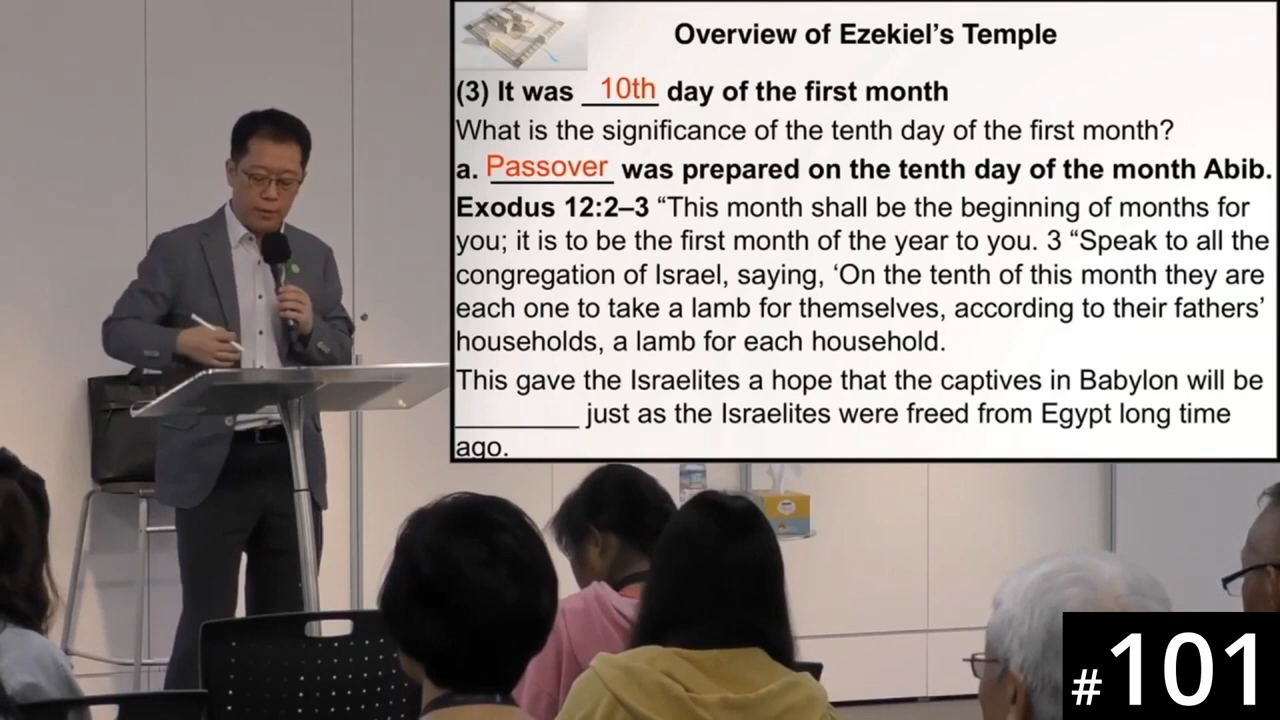 Overview of Ezekiel's Temple
(3) It was 10th day of the first month
What is the significance of the tenth day of the first month?
a. Passover was prepared on the tenth day of the month Abib.
Exodus 12:2–3 “This month shall be the beginning of months for
you; it is to be the first month of the year to you. 3 “Speak to all the
congregation of Israel, saying, ‘On the tenth of this month they are
each one to take a lamb for themselves, according to their fathers’
households, a lamb for each household.
This gave the Israelites a hope that the captives in Babylon will be
_________ just as the Israelites were freed from Egypt long time
ago.
#101